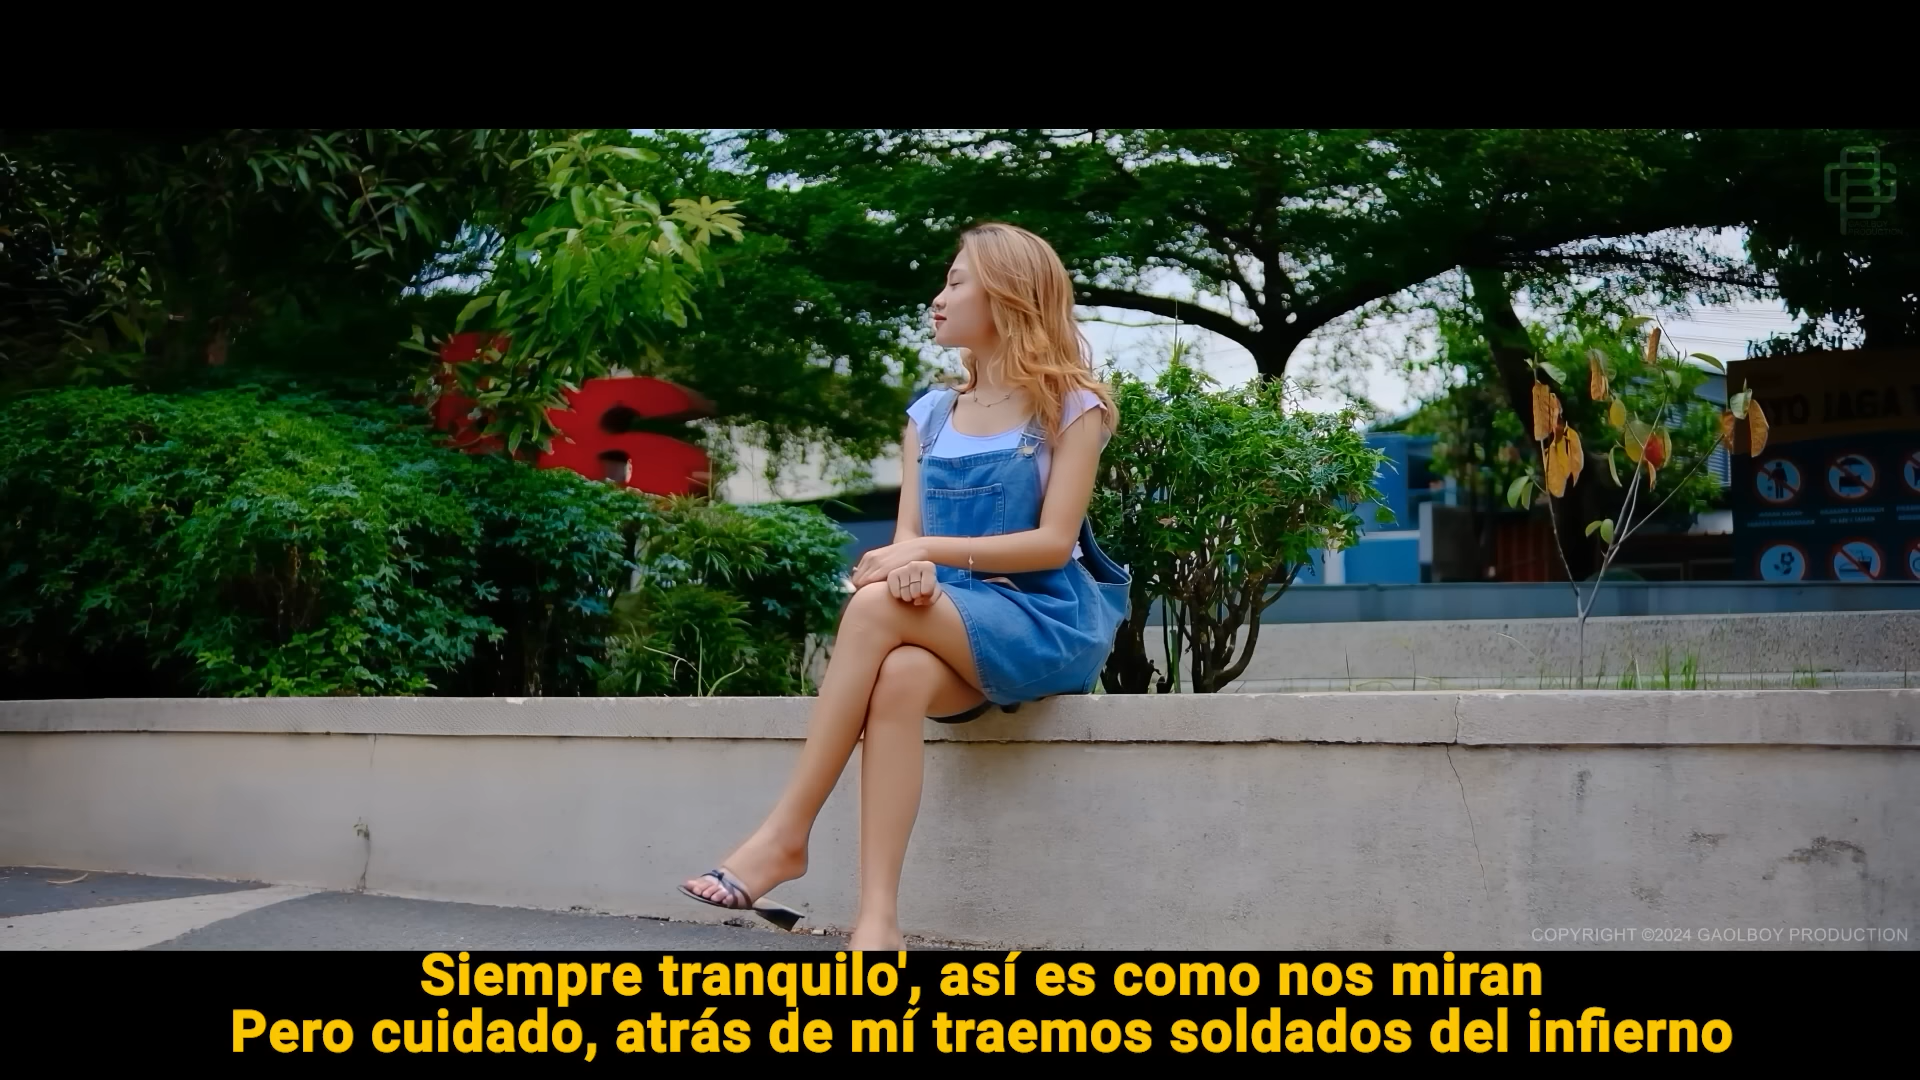 COPYRIGHT ©2024 GAOLBOY PRODUCTION
Siempre tranquilo', así es como nos miran
Pero cuidado, atrás de mí traemos soldados del infierno